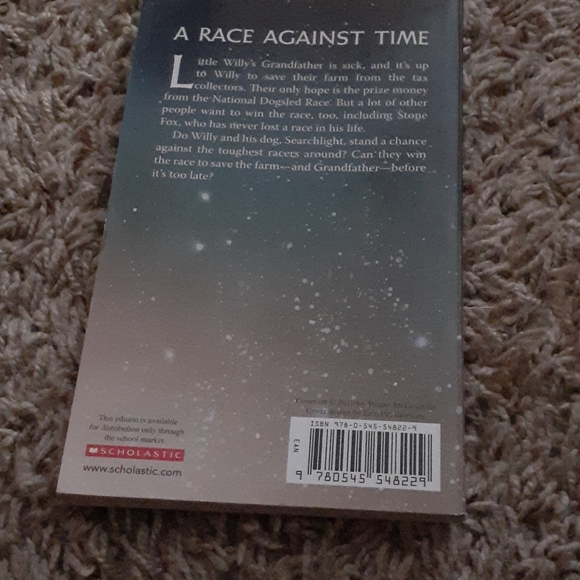 A RACE AGAINST TIME
Little Willy's Grandfather is sick, and it's up
to Willy to save their farm from the tax
collectors. Their only hope is the prize money
from the National Dogsled Race. But a lot of other
people want to win the race, too, including Stone
Fox, who has never lost a race in his life.
Do Willy and his dog, Searchlight, stand a chance
against the toughest racers around? Can they win
the race to save the farm—and Grandfather—before
it's too late?
This edition is available
for distribution only through
the school market.
SCHOLASTIC
www.scholastic.com
ISBN 978-0-545-54822-9
EAN
9 780545 548229